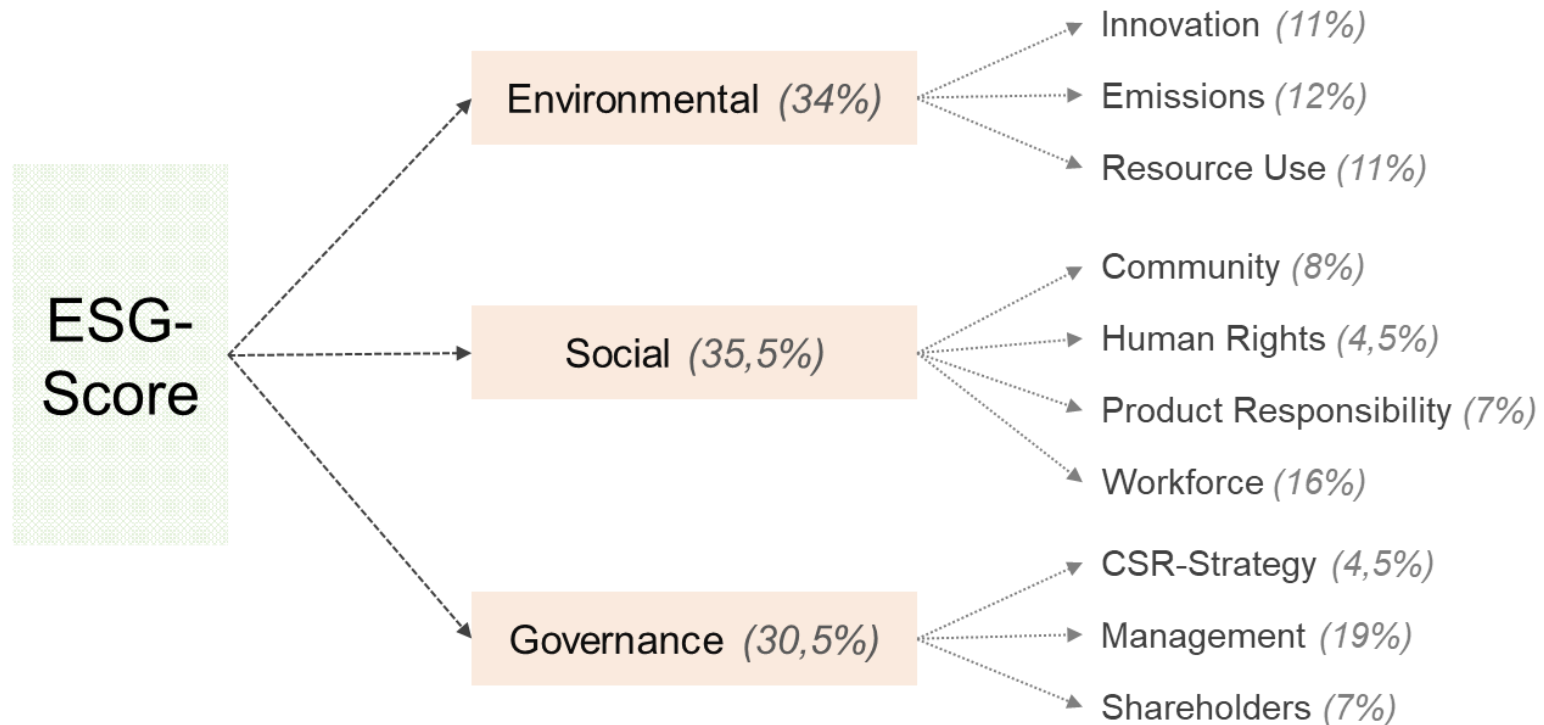 ESG-
Score
Environmental (34%)
Innovation (11%)
Emissions (12%)
Resource Use (11%)
Social (35,5%)
Community (8%)
Human Rights (4,5%)
Product Responsibility (7%)
Workforce (16%)
Governance (30,5%)
CSR-Strategy (4,5%)
Management (19%)
Shareholders (7%)